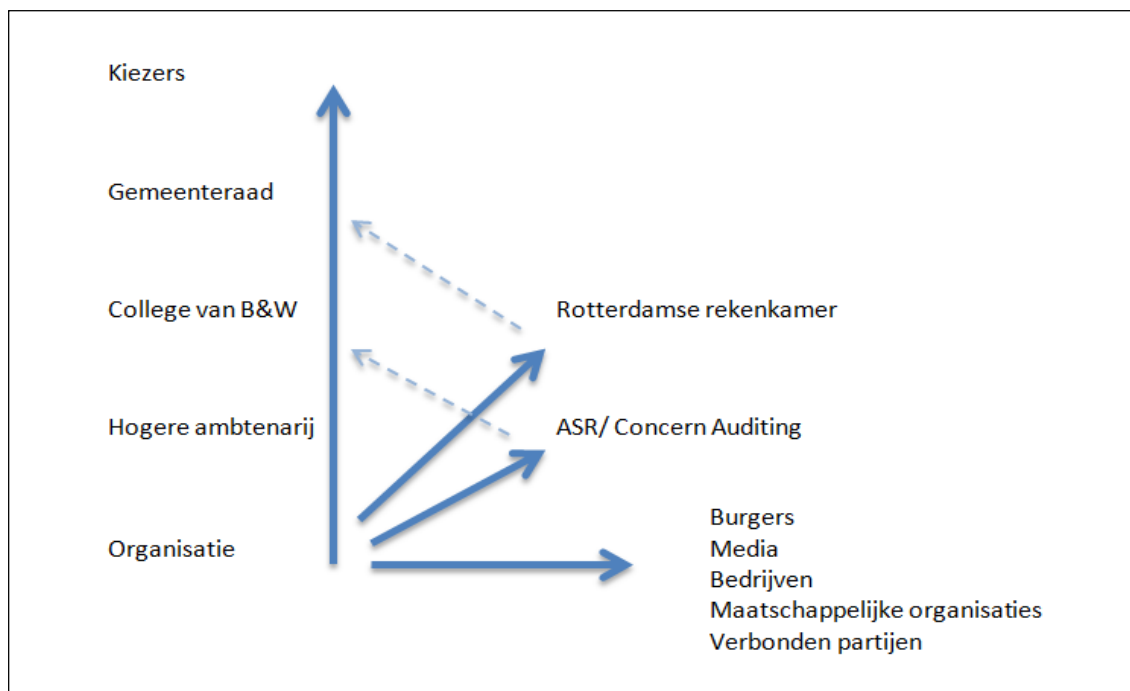 Kiezers
Gemeenteraad
College van B&W
Rotterdamse rekenkamer
Hogere ambtenarij
ASR/ Concern Auditing
Organisatie
Burgers
Media
Bedrijven
Maatschappelijke organisaties
Verbonden partijen